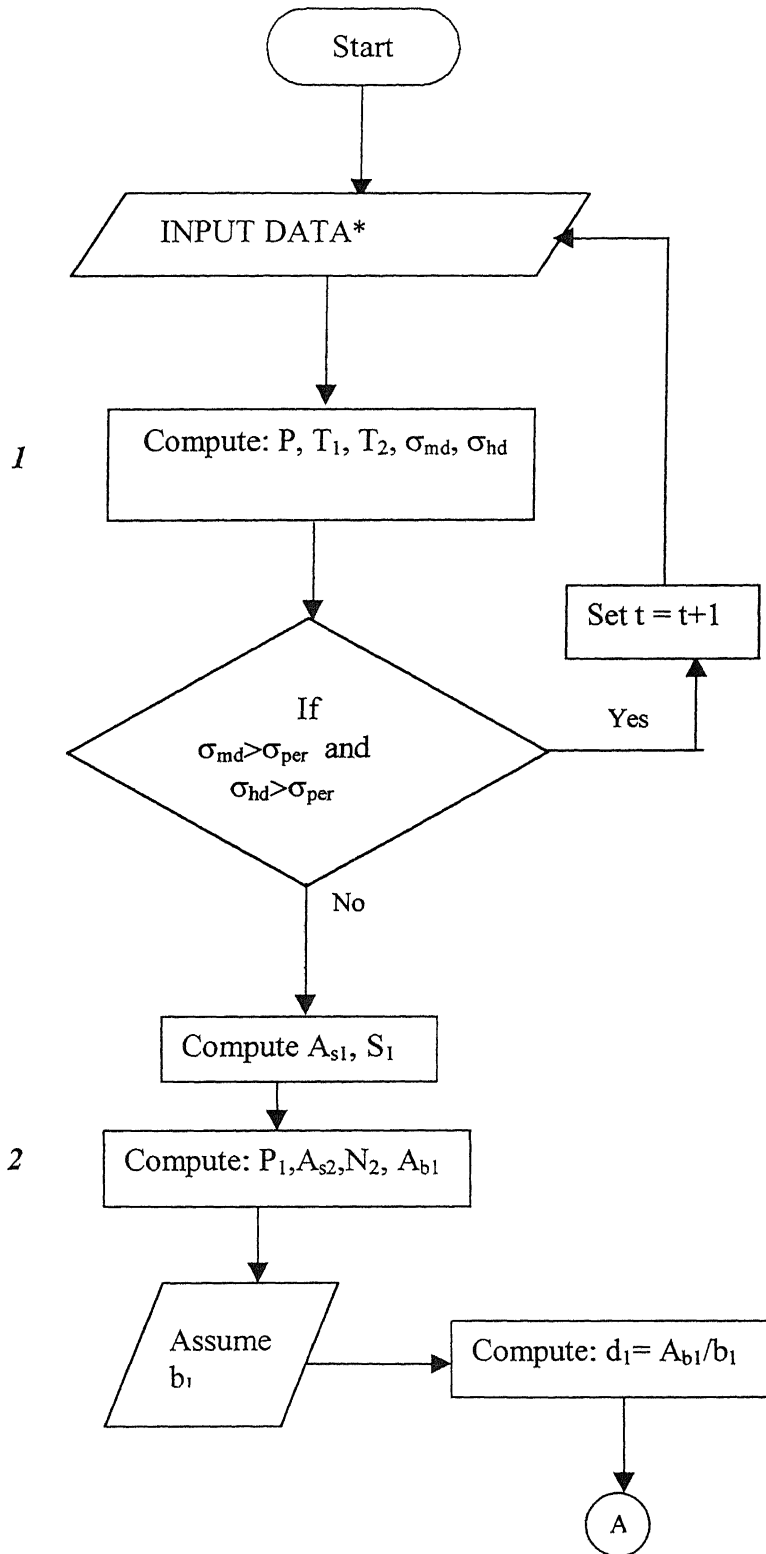 Start
INPUT DATA*
1
Compute: P, T₁, T₂, σmd, σhd
Set t = t+1
If
σmd>σper and
σhd>σper
Yes
No
Compute As1, S₁
2
Compute: P₁,As2,N₂, Ab1
Assume
b₁
Compute: d₁= Ab1/b₁
A